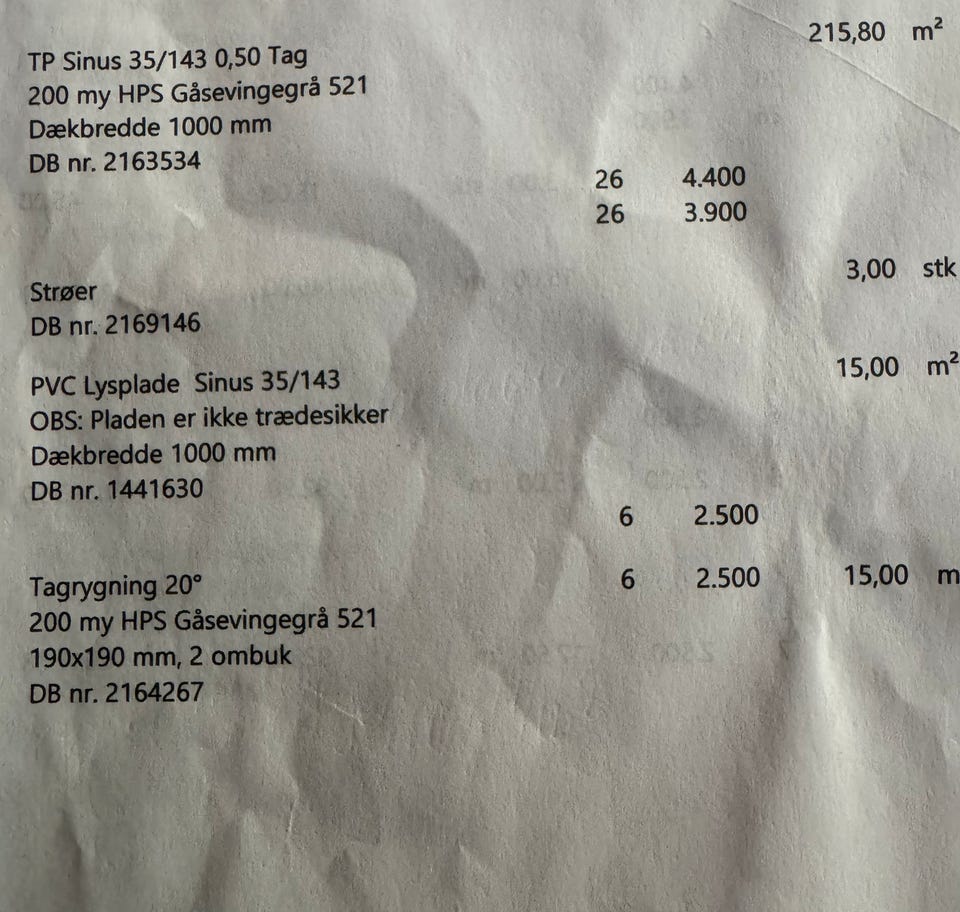 215,80 m²
TP Sinus 35/143 0,50 Tag
200 my HPS Gåsevingegrå 521
Dækbredde 1000 mm
DB nr. 2163534
26 4.400
26 3.900
3,00 stk
Strøer
DB nr. 2169146
15,00 m²
PVC Lysplade Sinus 35/143
OBS: Pladen er ikke trædesikker
Dækbredde 1000 mm
DB nr. 1441630
6 2.500
Tagrygning 20° 6 2.500 15,00 m
200 my HPS Gåsevingegrå 521
190x190 mm, 2 ombuk
DB nr. 2164267